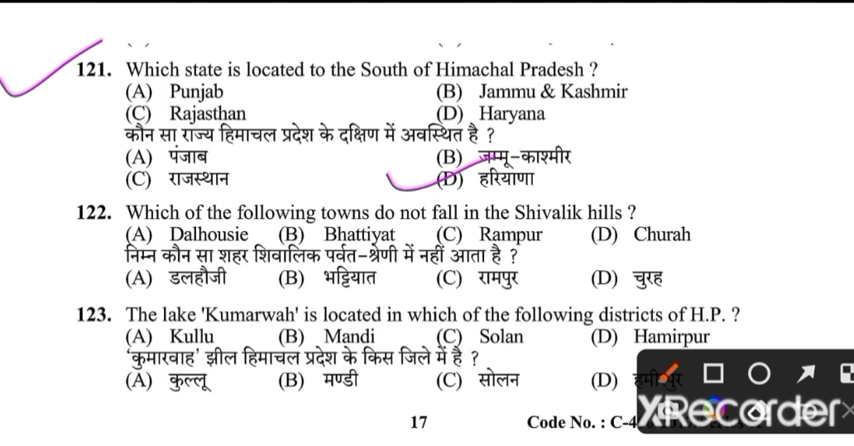 121. Which state is located to the South of Himachal Pradesh ?
(A) Punjab (B) Jammu & Kashmir
(C) Rajasthan (D) Haryana
कौन सा राज्य हिमाचल प्रदेश के दक्षिण में अवस्थित है ?
(A) पंजाब (B) जम्मू-काश्मीर
(C) राजस्थान (D) हरियाणा
122. Which of the following towns do not fall in the Shivalik hills ?
(A) Dalhousie (B) Bhattiyat (C) Rampur (D) Churah
निम्न कौन सा शहर शिवालिक पर्वत-श्रेणी में नहीं आता है ?
(A) डलहौजी (B) भट्टियात (C) रामपुर (D) चुरह
123. The lake 'Kumarwah' is located in which of the following districts of H.P. ?
(A) Kullu (B) Mandi (C) Solan (D) Hamirpur
‘कुमारवाह’ झील हिमाचल प्रदेश के किस जिले में है ?
(A) कुल्लू (B) मण्डी (C) सोलन (D)
17 Code No. : C-4
XRecorder